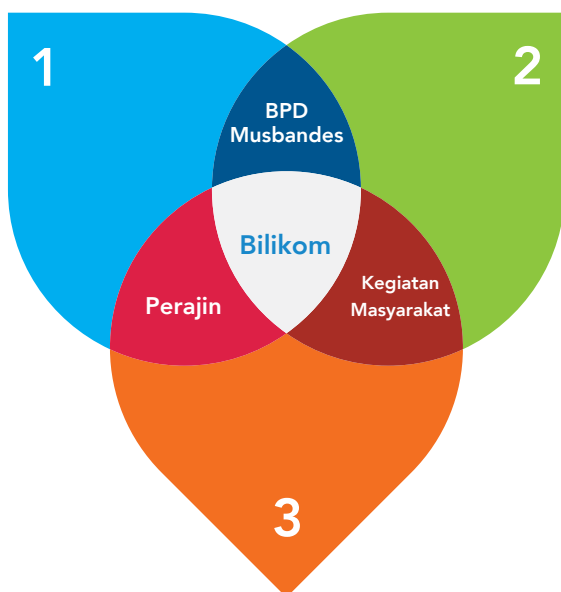 1
2
BPD
Musbandes
Bilikom
Perajin
Kegiatan
Masyarakat
3